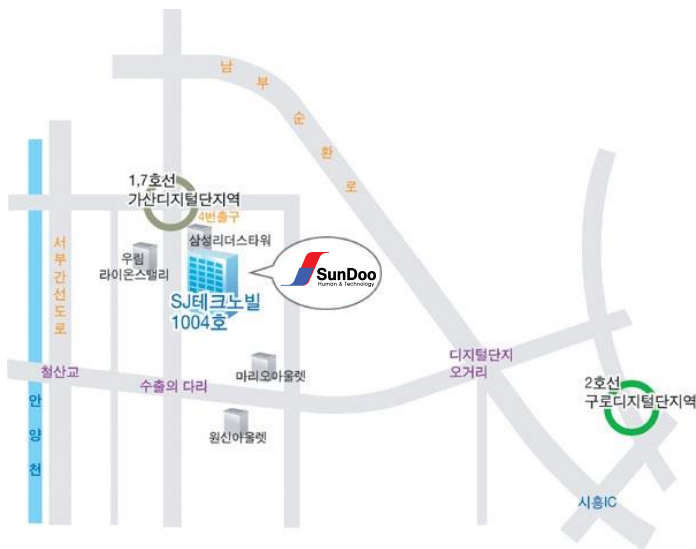 남부순환로
1,7호선
가산디지털단지역
4번출구
삼성리더스타워
우림
라이온스밸리
서부간선도로
SunDoo
Human & Technology
SJ테크노빌
1004호
디지털단지
오거리
마리오아울렛
철산교
수출의 다리
2호선
구로디지털단지역
안양천
원신아울렛
시흥IC